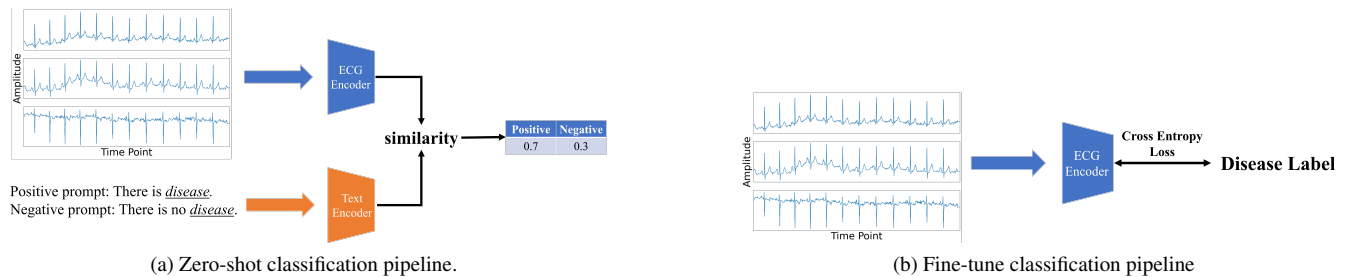 Amplitude
Time Point
ECG
Encoder
similarity
Positive Negative
0.7 0.3
Positive prompt: There is disease.
Negative prompt: There is no disease.
Text
Encoder
(a) Zero-shot classification pipeline.
Amplitude
Time Point
ECG
Encoder
Cross Entropy
Loss
Disease Label
(b) Fine-tune classification pipeline